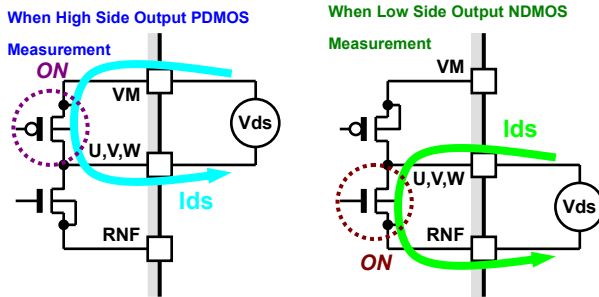 When High Side Output PDMOS
Measurement
ON
VM
Vds
U,V,W
Ids
RNF
When Low Side Output NDMOS
Measurement
VM
Ids
U,V,W
Vds
RNF
ON